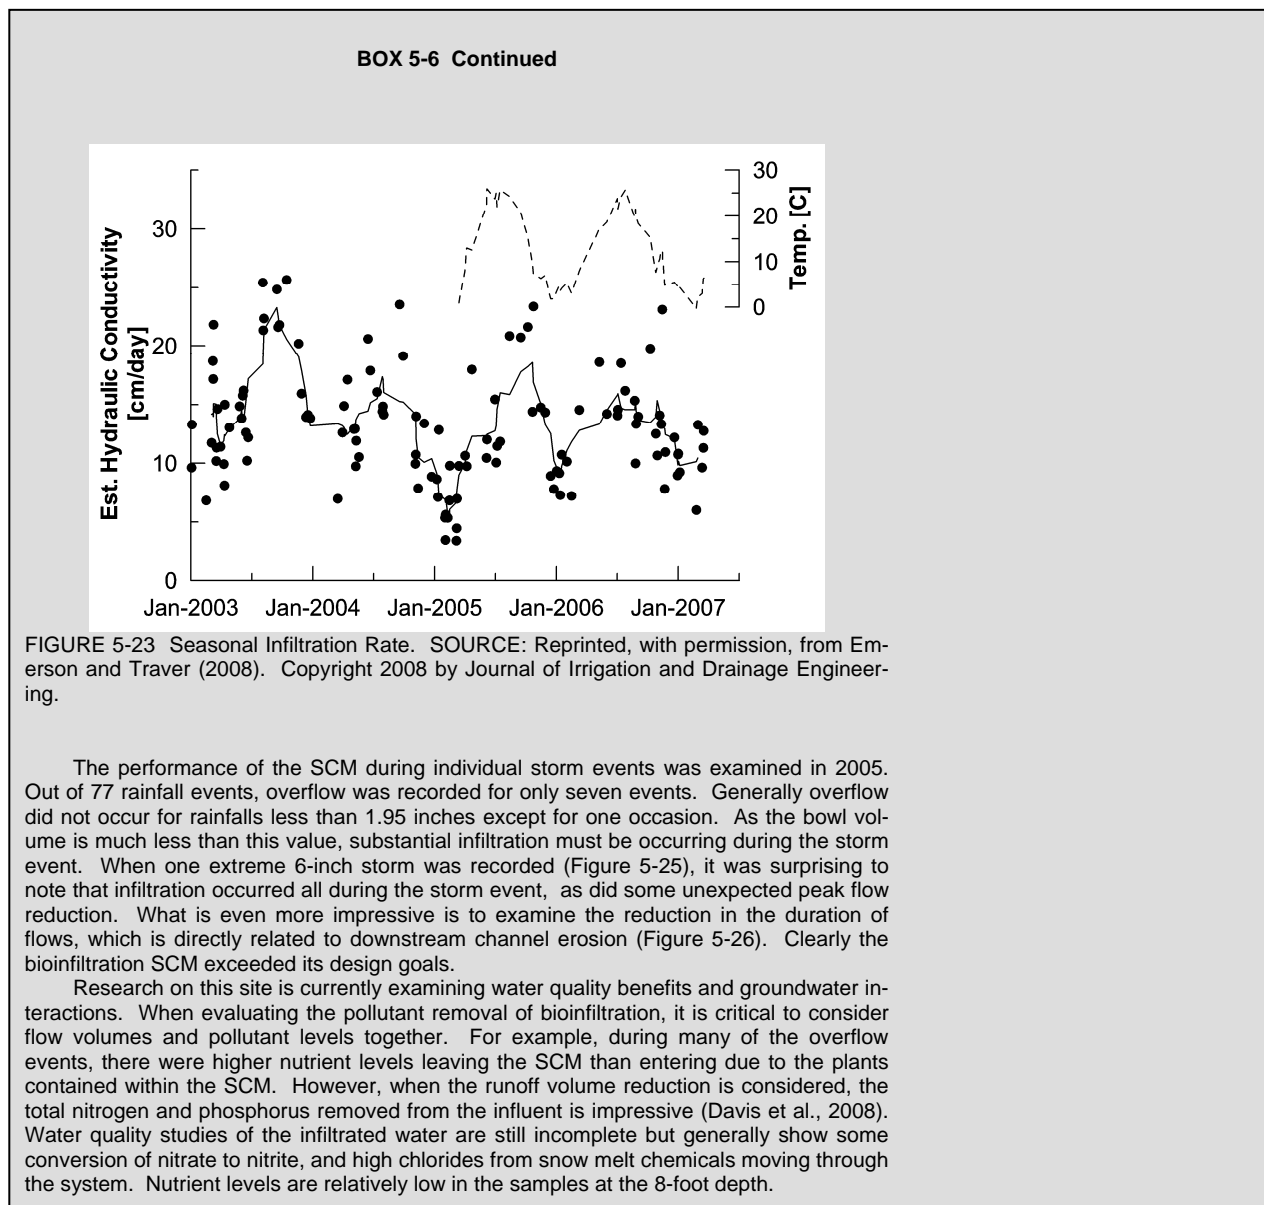 BOX 5-6 Continued
30
20
10
0
Est. Hydraulic Conductivity
[cm/day]
30
20
10
0
Temp. [C]
Jan-2003 Jan-2004 Jan-2005 Jan-2006 Jan-2007
FIGURE 5-23 Seasonal Infiltration Rate. SOURCE: Reprinted, with permission, from Em-
erson and Traver (2008). Copyright 2008 by Journal of Irrigation and Drainage Engineer-
ing.
The performance of the SCM during individual storm events was examined in 2005.
Out of 77 rainfall events, overflow was recorded for only seven events. Generally overflow
did not occur for rainfalls less than 1.95 inches except for one occasion. As the bowl vol-
ume is much less than this value, substantial infiltration must be occurring during the storm
event. When one extreme 6-inch storm was recorded (Figure 5-25), it was surprising to
note that infiltration occurred all during the storm event, as did some unexpected peak flow
reduction. What is even more impressive is to examine the reduction in the duration of
flows, which is directly related to downstream channel erosion (Figure 5-26). Clearly the
bioinfiltration SCM exceeded its design goals.
Research on this site is currently examining water quality benefits and groundwater in-
teractions. When evaluating the pollutant removal of bioinfiltration, it is critical to consider
flow volumes and pollutant levels together. For example, during many of the overflow
events, there were higher nutrient levels leaving the SCM than entering due to the plants
contained within the SCM. However, when the runoff volume reduction is considered, the
total nitrogen and phosphorus removed from the influent is impressive (Davis et al., 2008).
Water quality studies of the infiltrated water are still incomplete but generally show some
conversion of nitrate to nitrite, and high chlorides from snow melt chemicals moving through
the system. Nutrient levels are relatively low in the samples at the 8-foot depth.